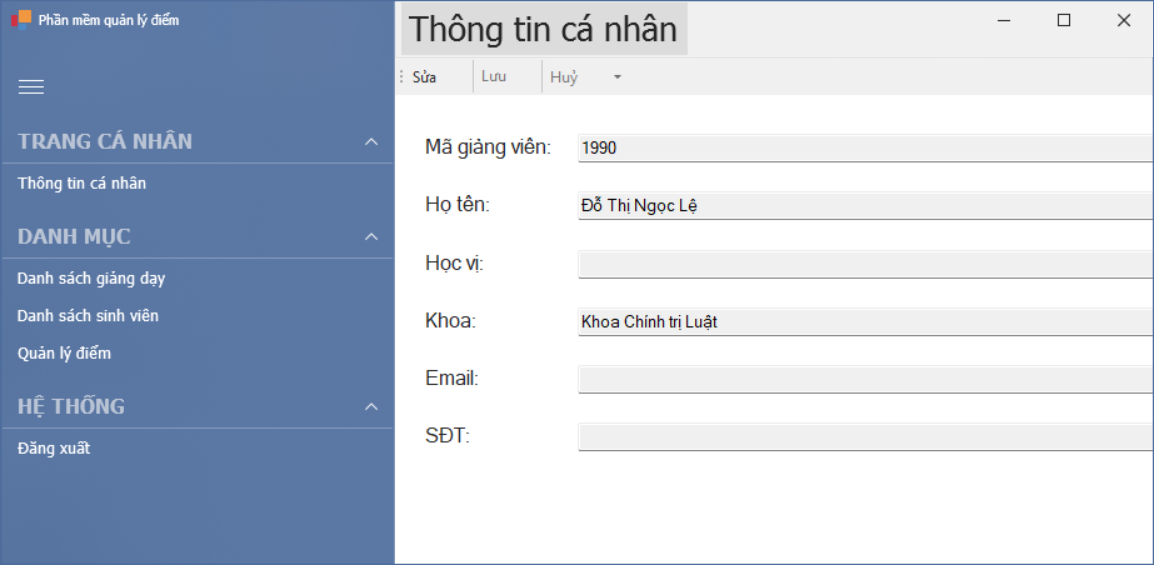 Phần mềm quản lý điểm
TRANG CÁ NHÂN
Thông tin cá nhân
DANH MỤC
Danh sách giảng dạy
Danh sách sinh viên
Quản lý điểm
HỆ THỐNG
Đăng xuất
Thông tin cá nhân
Sửa Lưu Huỷ
Mã giảng viên: 1990
Họ tên: Đỗ Thị Ngọc Lệ
Học vị:
Khoa: Khoa Chính trị Luật
Email:
SĐT: